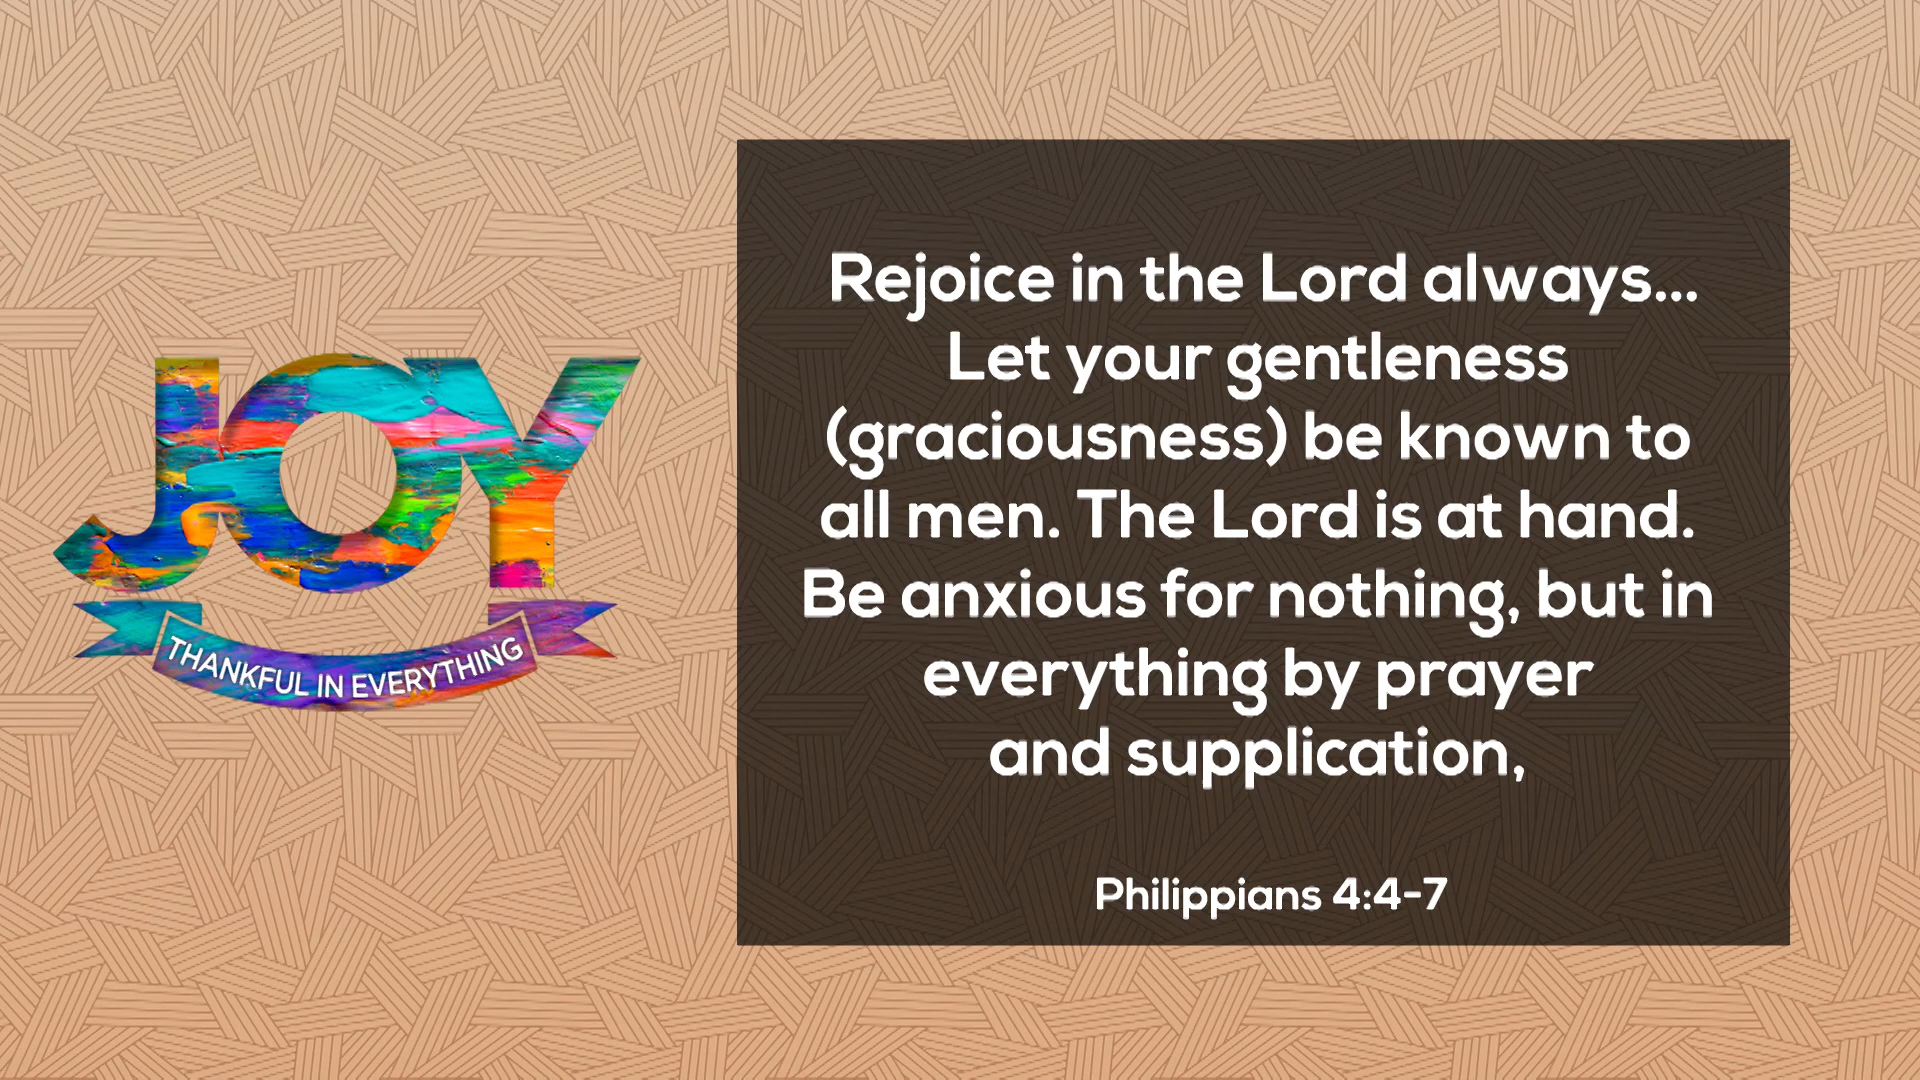 JOY
THANKFUL IN EVERYTHING
Rejoice in the Lord always...
Let your gentleness
(graciousness) be known to
all men. The Lord is at hand.
Be anxious for nothing, but in
everything by prayer
and supplication,
Philippians 4:4-7